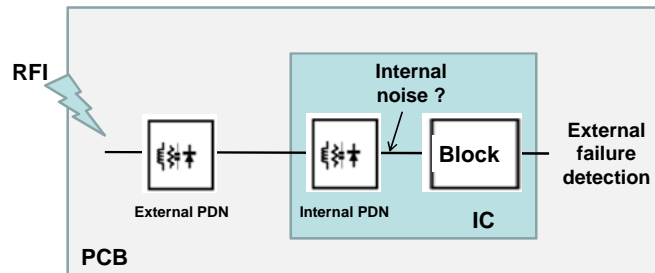 RFI
Internal
noise ?
Block
External
failure
detection
External PDN
Internal PDN
IC
PCB